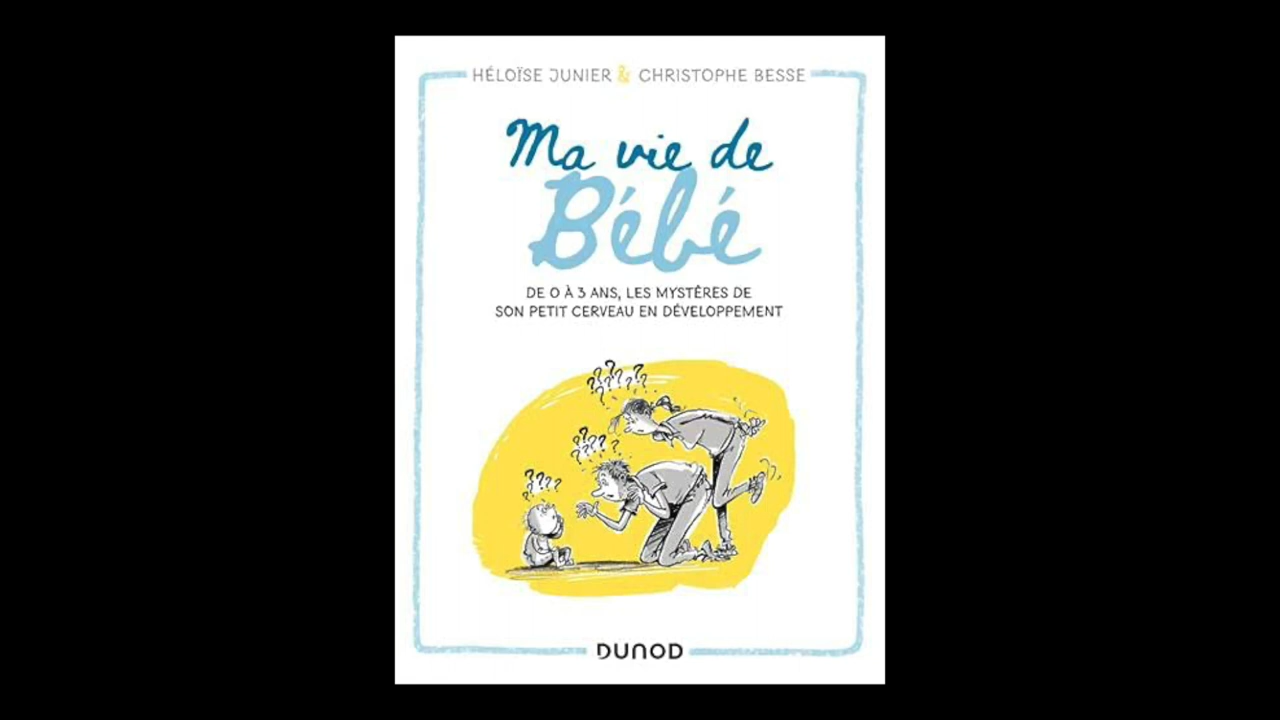 HÉLOÏSE JUNIER & CHRISTOPHE BESSE
Ma vie de
Bébé
DE 0 À 3 ANS, LES MYSTÈRES DE
SON PETIT CERVEAU EN DÉVELOPPEMENT
????
????
????
DUNOD